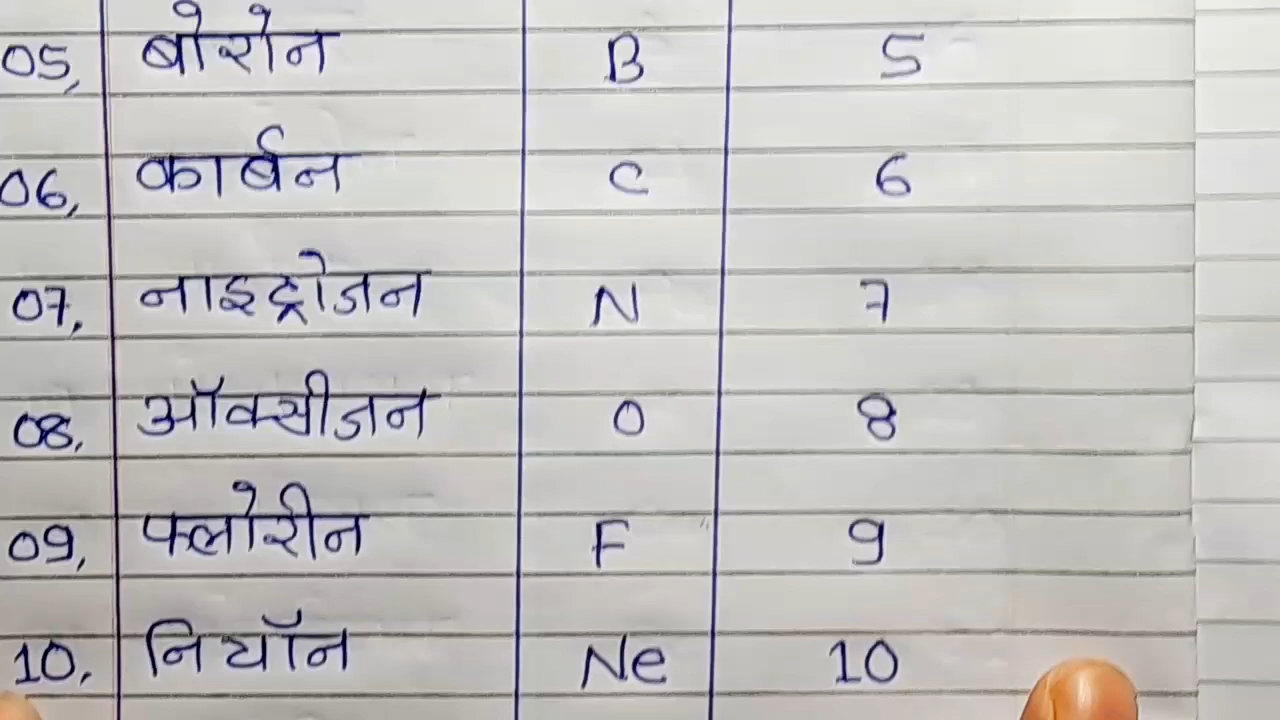 05, बोरोन B 5
06, कार्बन C 6
07, नाइट्रोजन N 7
08, ऑक्सीजन O 8
09, फ्लोरीन F 9
10, नियॉन Ne 10